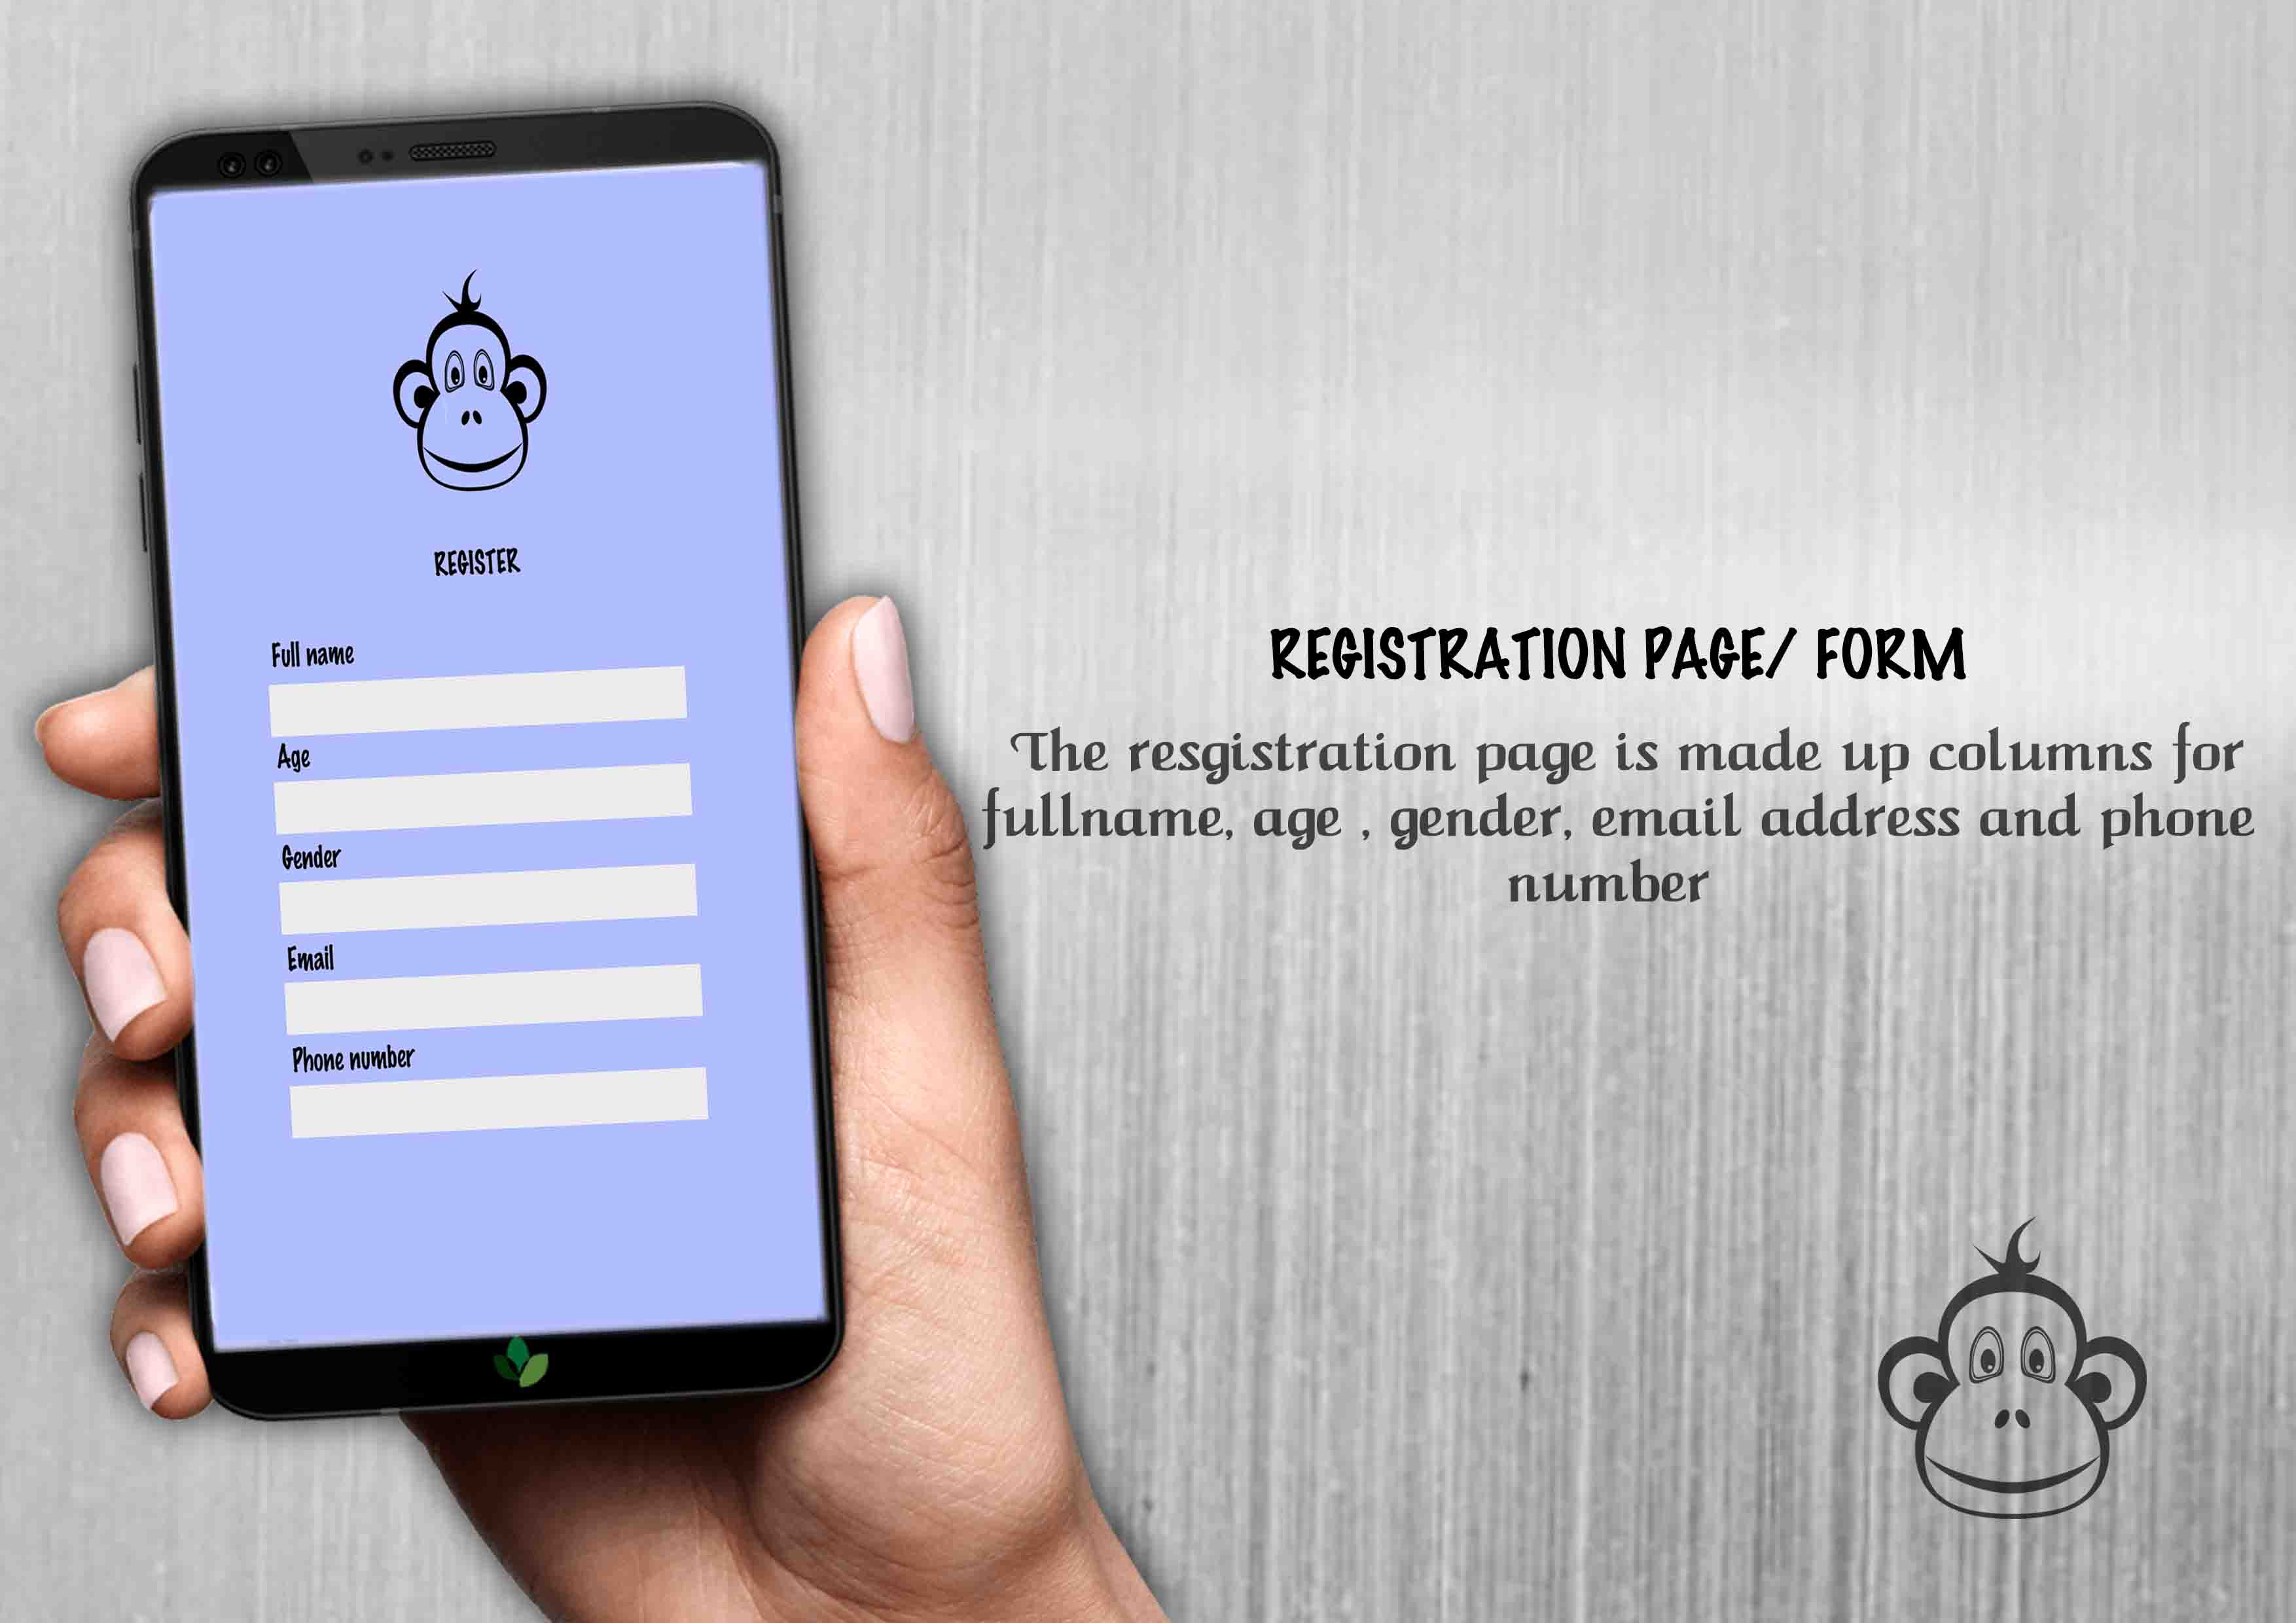 REGISTER
Full name
Age
Gender
Email
Phone number
REGISTRATION PAGE/ FORM
The resgistration page is made up columns for
fullname, age , gender, email address and phone
number